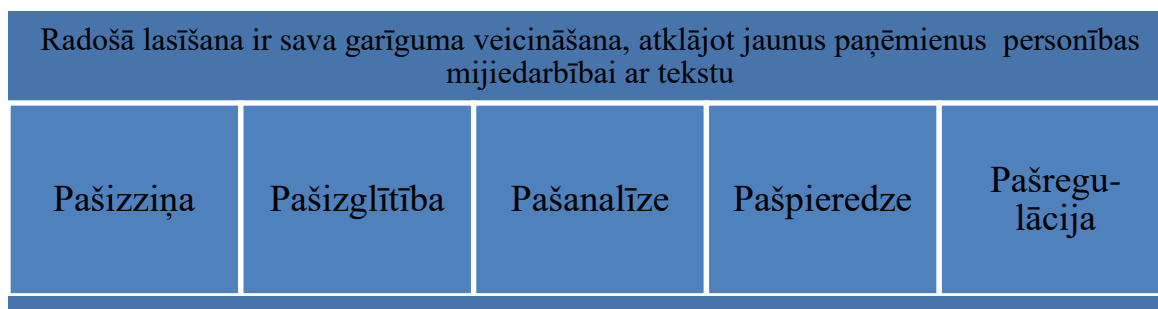 Radošā lasīšana ir sava garīguma veicināšana, atklājot jaunus paņēmienus  personības
mijiedarbībai ar tekstu
Pašizziņa
Pašizglītība
Pašanalīze
Pašpieredze
Pašregu-
lācija